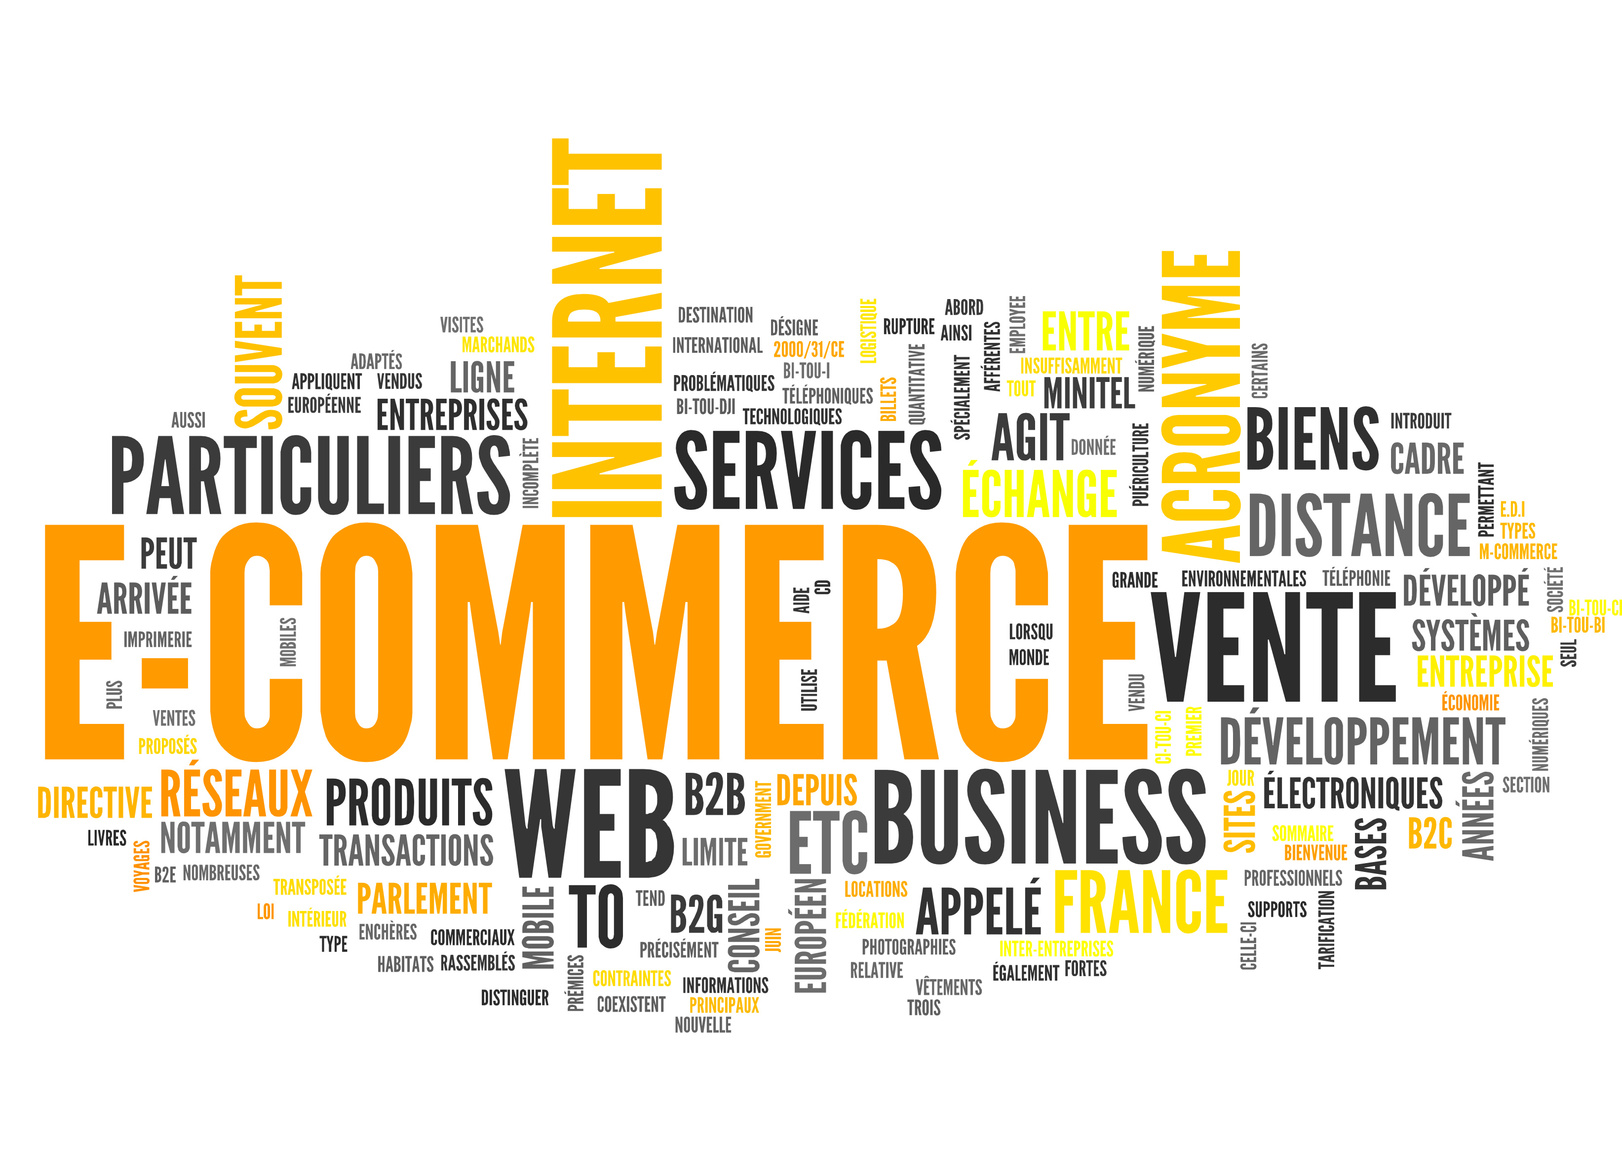 INTERNET
ACRONYME
SOUVENT
VISITES
MARCHANDS
ADAPTÉS
APPLIQUENT
VENDUS
LIGNE
EUROPÉENNE
ENTREPRISES
AUSSI
PARTICULIERS
INCOMPLÈTE
DESTINATION
DÉSIGNE
INTERNATIONAL
2000/31/CE
BI-TOU-I
PROBLÉMATIQUES
TÉLÉPHONIQUES
BI-TOU-DJI
TECHNOLOGIQUES
LOGISTIQUE
BILLETS
RUPTURE
QUANTITATIVE
ABORD
AINSI
SPÉCIALEMENT
AFFÉRENTES
EMPLOYEE
ENTRE
INSUFFISAMMENT
TOUT
MINITEL
NUMÉRIQUE
SERVICES
AGIT
DONNÉE
ÉCHANGE
PUÉRICULTURE
CERTAINS
BIENS
INTRODUIT
CADRE
DISTANCE
PERMETTANT
E.D.I
TYPES
M-COMMERCE
E-COMMERCE
PEUT
ARRIVÉE
IMPRIMERIE
PLUS
VENTES
PROPOSÉS
MOBILES
AIDE
CD
UTILISE
LORSQU
MONDE
VENDU
GRANDE
ENVIRONNEMENTALES
TÉLÉPHONIE
DÉVELOPPÉ
SOCIÉTÉ
BI-TOU-CI
BI-TOU-BI
VENTE
SYSTÈMES
SEUL
ENTREPRISE
ÉCONOMIE
CI-TOU-CI
PREMIER
DÉVELOPPEMENT
NUMÉRIQUES
DIRECTIVE
RÉSEAUX
PRODUITS
WEB
B2B
GOVERNMENT
DEPUIS
BUSINESS
JOUR
SITES
ÉLECTRONIQUES
ANNÉES
SECTION
LIVRES
NOTAMMENT
TRANSACTIONS
LIMITE
ETC
SOMMAIRE
BIENVENUE
BASES
B2C
VOYAGES
B2E
NOMBREUSES
TRANSPOSÉE
PARLEMENT
LOI
INTÉRIEUR
TYPE
ENCHÈRES
COMMERCIAUX
HABITATS
RASSEMBLÉS
MOBILE
TO
TEND
B2G
CONSEIL
JUIN
EUROPÉEN
LOCATIONS
FÉDÉRATION
APPELÉ
FRANCE
PROFESSIONNELS
SUPPORTS
CELLE-CI
TARIFICATION
PRÉCISÉMENT
PHOTOGRAPHIES
INTER-ENTREPRISES
RELATIVE
ÉGALEMENT
FORTES
DISTINGUER
PRÉMICES
CONTRAINTES
COEXISTENT
INFORMATIONS
PRINCIPAUX
NOUVELLE
VÊTEMENTS
TROIS